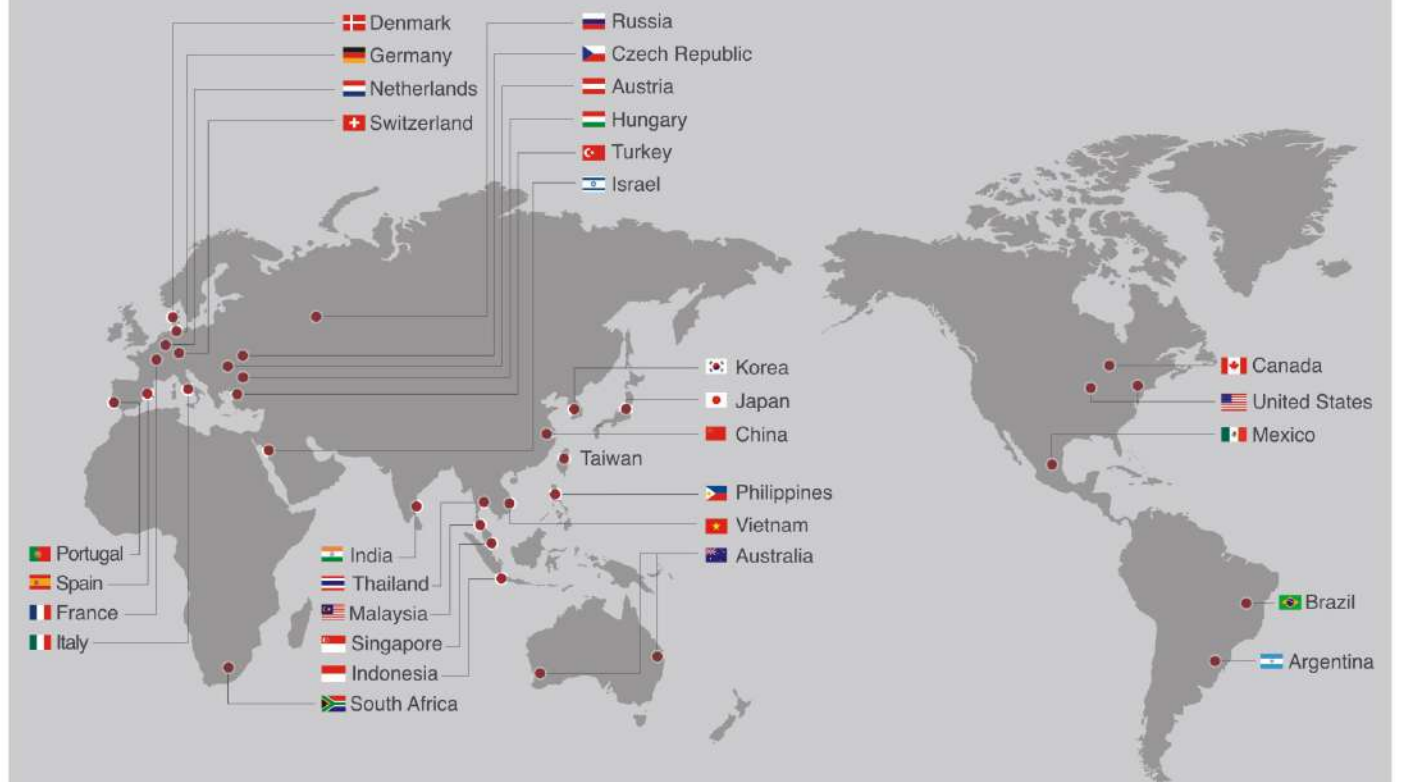 Denmark
Germany
Netherlands
Switzerland
Russia
Czech Republic
Austria
Hungary
Turkey
Israel
Korea
Japan
China
Taiwan
Philippines
Vietnam
Australia
Canada
United States
Mexico
Portugal
Spain
France
Italy
India
Thailand
Malaysia
Singapore
Indonesia
South Africa
Brazil
Argentina